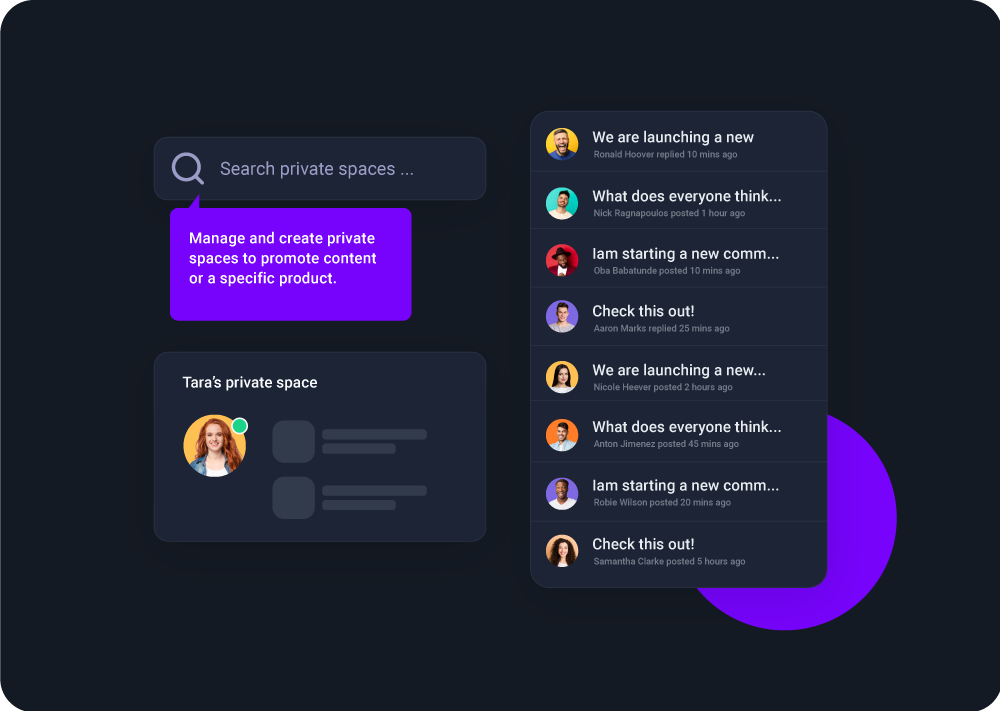 Search private spaces ...
Manage and create private
spaces to promote content
or a specific product.
Tara’s private space
We are launching a new
Ronald Hoover replied 10 mins ago
What does everyone think...
Nick Ragnapoulos posted 1 hour ago
Iam starting a new comm...
Oba Babatunde posted 10 mins ago
Check this out!
Aaron Marks replied 25 mins ago
We are launching a new...
Nicole Heever posted 2 hours ago
What does everyone think...
Anton Jimenez posted 45 mins ago
Iam starting a new comm...
Robie Wilson posted 20 mins ago
Check this out!
Samantha Clarke posted 5 hours ago